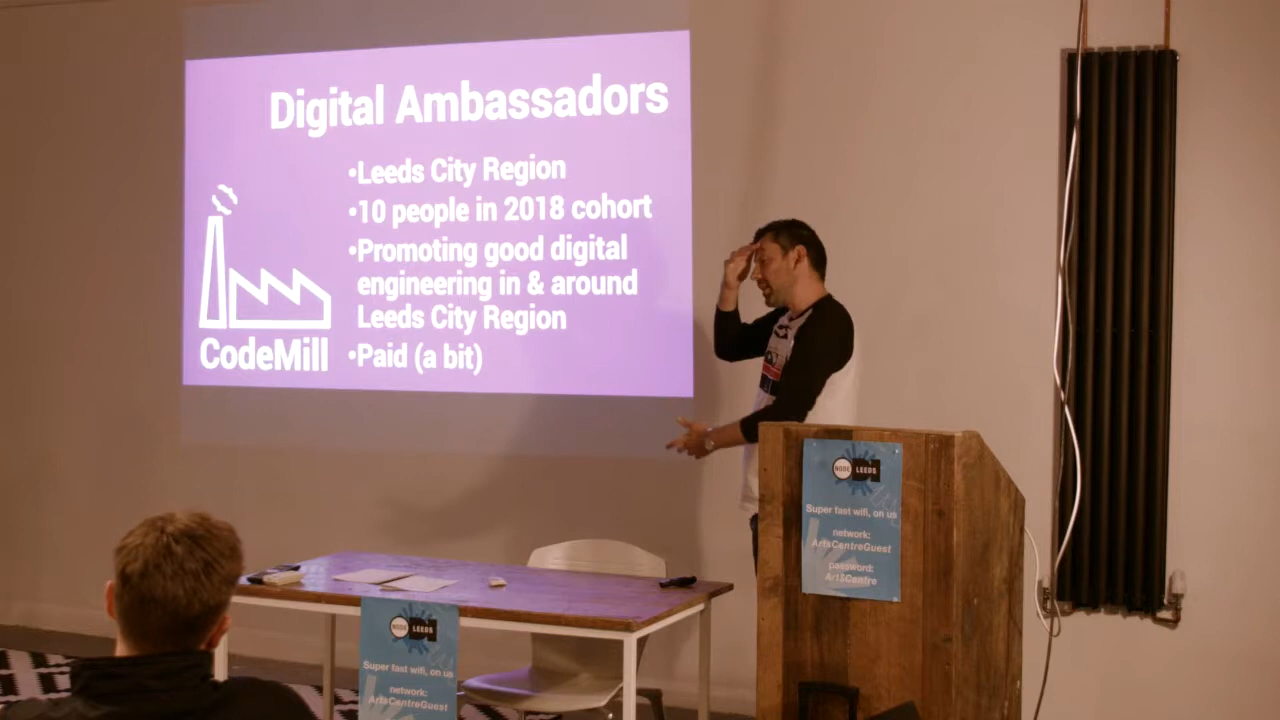 Digital Ambassadors
•Leeds City Region
•10 people in 2018 cohort
•Promoting good digital
engineering in & around
Leeds City Region
•Paid (a bit)
CodeMill
NODE LEEDS
Super fast wifi, on us
network:
ArtsCentreGuest
password:
ArtsCentre
NODE LEEDS
Super fast wifi, on us
network:
ArtsCentreGuest